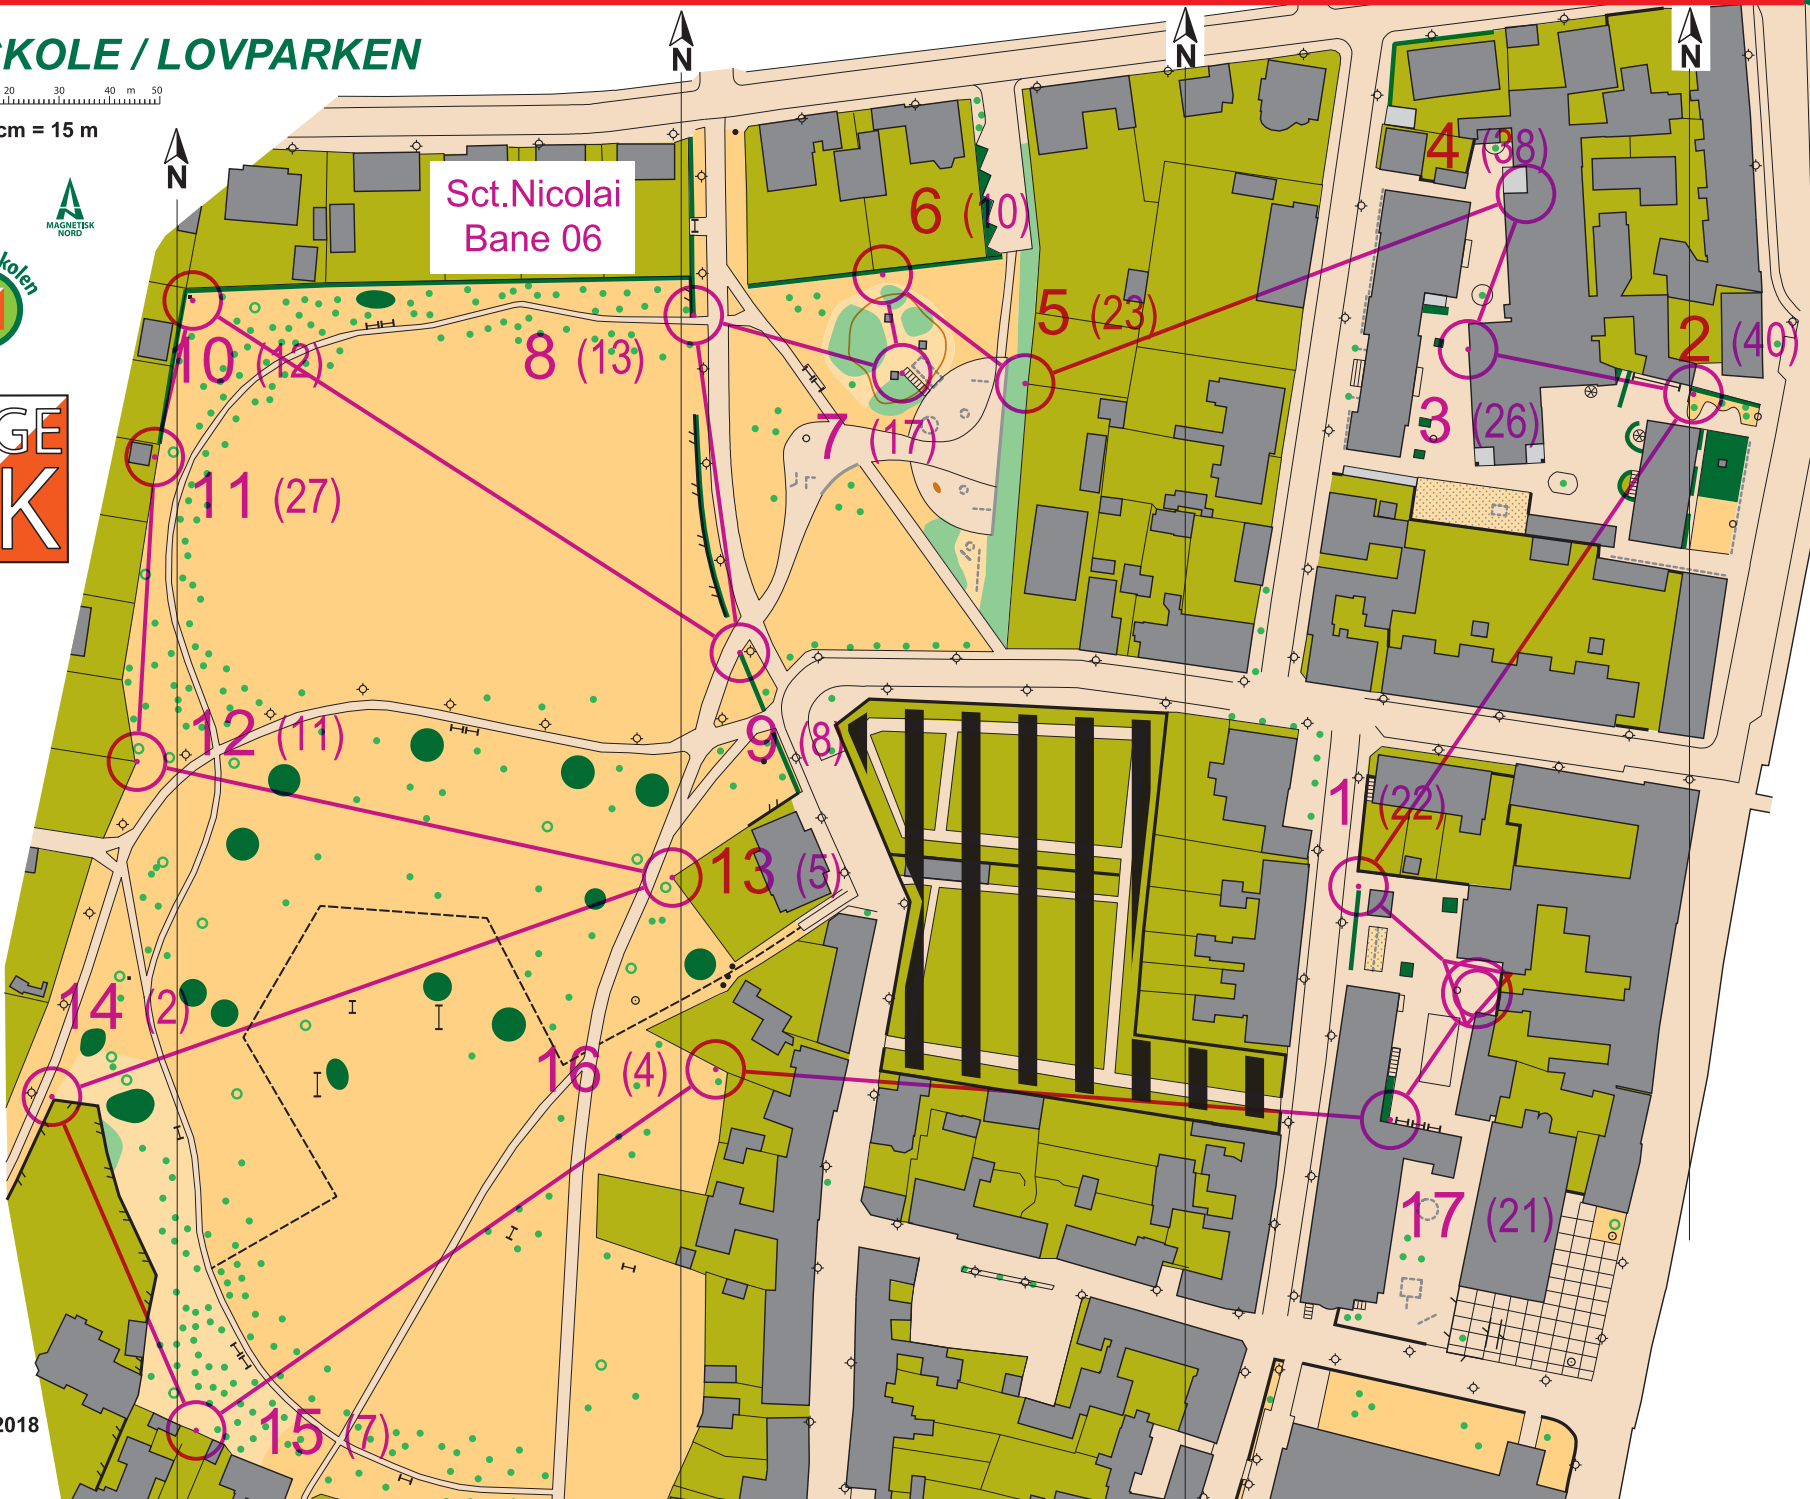 KOLE / LOVPARKEN
20 30 40 m 50
cm = 15 m
N
N
N
N
MAGNETISK
NORD
kolen
GE
K
Sct.Nicolai
Bane 06
4 (38)
6 (10)
5 (23)
2 (40)
8 (13)
10 (12)
3 (26)
7 (17)
11 (27)
12 (11)
9 (8)
1 (22)
13 (5)
14 (2)
16 (4)
17 (21)
15 (7)
2018